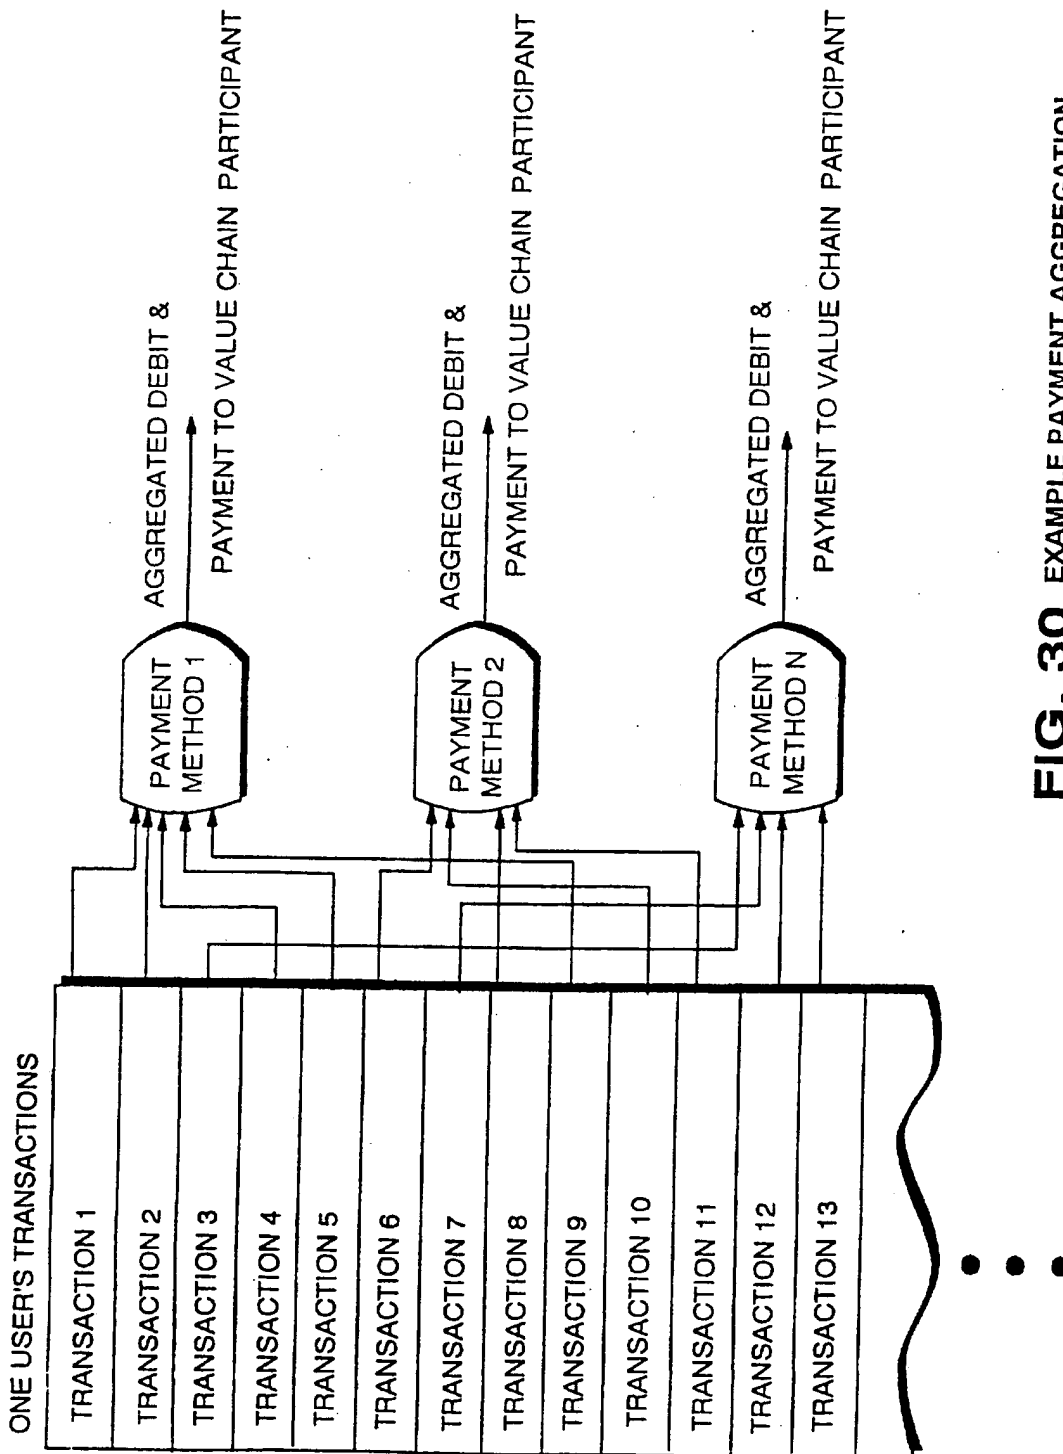 ONE USER'S TRANSACTIONS
TRANSACTION 1
TRANSACTION 2
TRANSACTION 3
TRANSACTION 4
TRANSACTION 5
TRANSACTION 6
TRANSACTION 7
TRANSACTION 8
TRANSACTION 9
TRANSACTION 10
TRANSACTION 11
TRANSACTION 12
TRANSACTION 13
PAYMENT
METHOD 1
AGGREGATED DEBIT &
PAYMENT TO VALUE CHAIN PARTICIPANT
PAYMENT
METHOD 2
AGGREGATED DEBIT &
PAYMENT TO VALUE CHAIN PARTICIPANT
PAYMENT
METHOD N
AGGREGATED DEBIT &
PAYMENT TO VALUE CHAIN PARTICIPANT
FIG. 30 EXAMPLE PAYMENT AGGREGATION